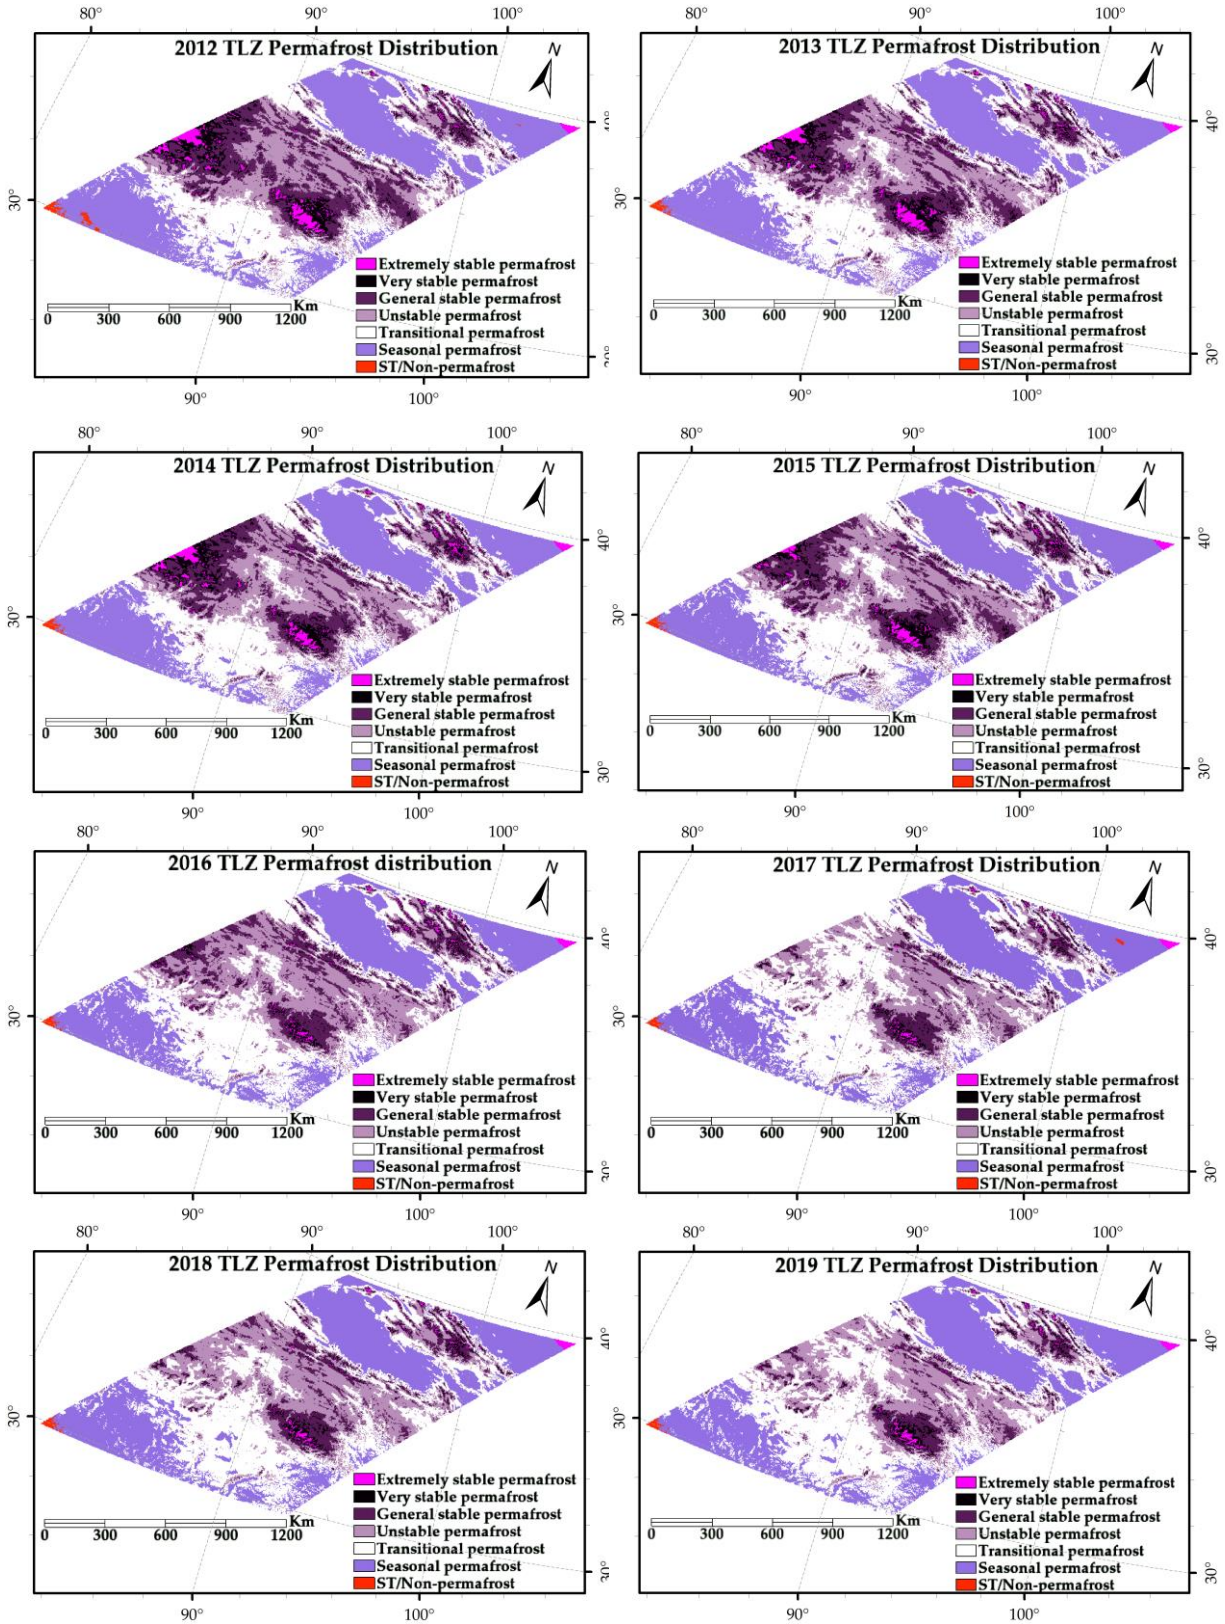 80° 90° 100° 80° 90° 100°
2012 TLZ Permafrost Distribution N
2013 TLZ Permafrost Distribution N
40° 40°
30° 30°
Extremely stable permafrost
Very stable permafrost
General stable permafrost
Unstable permafrost
Transitional permafrost
Seasonal permafrost
ST/Non-permafrost
Km
0 300 600 900 1200
30°
90° 100°
Extremely stable permafrost
Very stable permafrost
General stable permafrost
Unstable permafrost
Transitional permafrost
Seasonal permafrost
ST/Non-permafrost
Km
0 300 600 900 1200
30°
90° 100°
80° 90° 100° 80° 90° 100°
2014 TLZ Permafrost Distribution N
2015 TLZ Permafrost Distribution N
40° 40°
30° 30°
Extremely stable permafrost
Very stable permafrost
General stable permafrost
Unstable permafrost
Transitional permafrost
Seasonal permafrost
ST/Non-permafrost
Km
0 300 600 900 1200
30°
90° 100°
Extremely stable permafrost
Very stable permafrost
General stable permafrost
Unstable permafrost
Transitional permafrost
Seasonal permafrost
ST/Non-permafrost
Km
0 300 600 900 1200
30°
90° 100°
80° 90° 100° 80° 90° 100°
2016 TLZ Permafrost distribution N
2017 TLZ Permafrost Distribution N
40° 40°
30° 30°
Extremely stable permafrost
Very stable permafrost
General stable permafrost
Unstable permafrost
Transitional permafrost
Seasonal permafrost
ST/Non-permafrost
Km
0 300 600 900 1200
30°
90° 100°
Extremely stable permafrost
Very stable permafrost
General stable permafrost
Unstable permafrost
Transitional permafrost
Seasonal permafrost
ST/Non-permafrost
Km
0 300 600 900 1200
30°
90° 100°
80° 90° 100° 80° 90° 100°
2018 TLZ Permafrost Distribution N
2019 TLZ Permafrost Distribution N
40° 40°
30° 30°
Extremely stable permafrost
Very stable permafrost
General stable permafrost
Unstable permafrost
Transitional permafrost
Seasonal permafrost
ST/Non-permafrost
Km
0 300 600 900 1200
30°
90° 100°
Extremely stable permafrost
Very stable permafrost
General stable permafrost
Unstable permafrost
Transitional permafrost
Seasonal permafrost
ST/Non-permafrost
Km
0 300 600 900 1200
30°
90° 100°